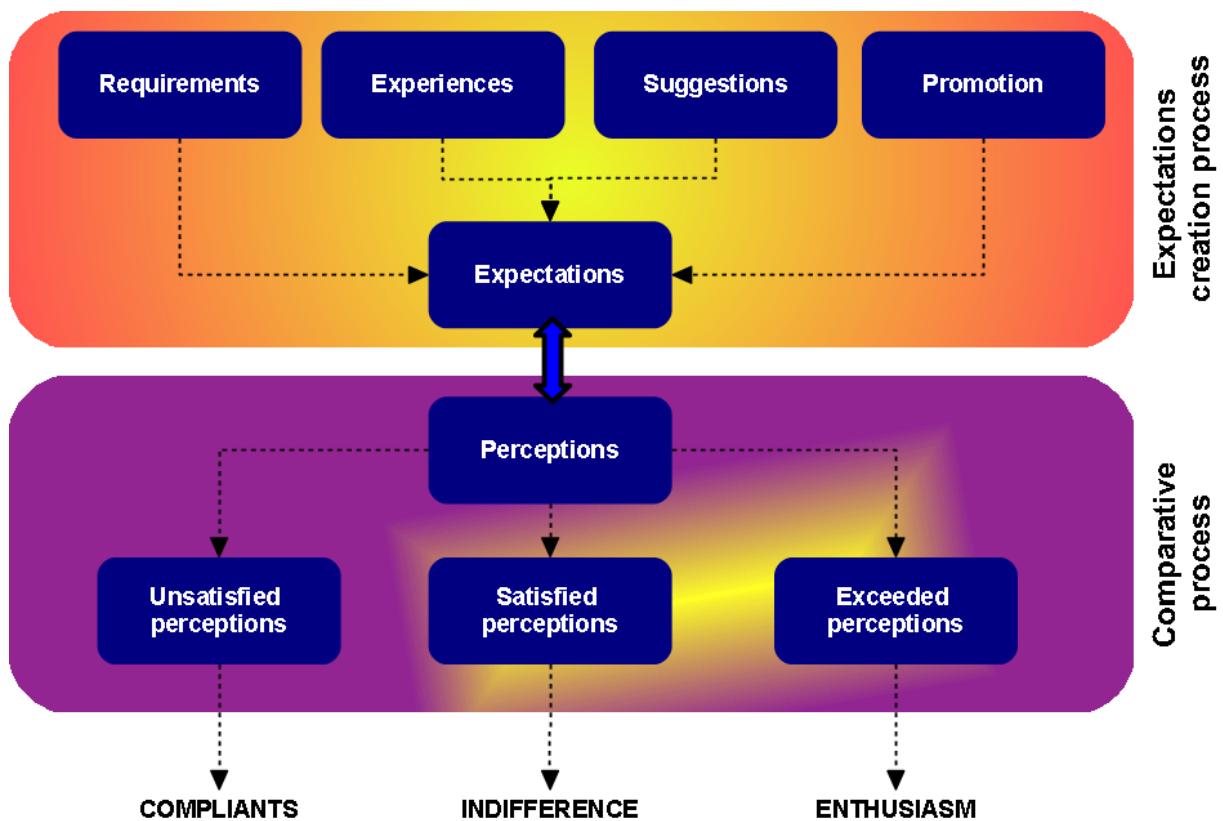 Requirements
Experiences
Suggestions
Promotion
Expectations
creation process
Expectations
Perceptions
Comparative
process
Unsatisfied
perceptions
Satisfied
perceptions
Exceeded
perceptions
COMPLIANTS
INDIFFERENCE
ENTHUSIASM